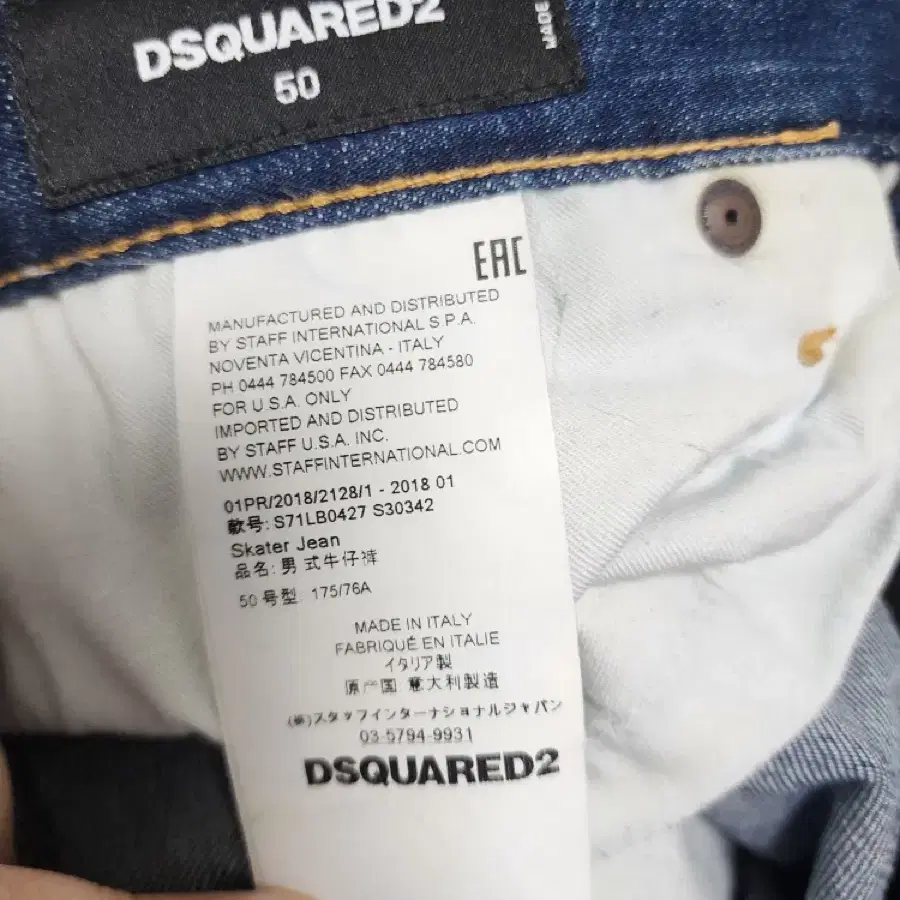 DSQUARED2
50
MADE
EAC
MANUFACTURED AND DISTRIBUTED
BY STAFF INTERNATIONAL S.P.A.
NOVENTA VICENTINA - ITALY
PH 0444 784500 FAX 0444 784580
FOR U.S.A. ONLY
IMPORTED AND DISTRIBUTED
BY STAFF U.S.A. INC.
WWW.STAFFINTERNATIONAL.COM
01PR/2018/2128/1 - 2018 01
款号: S71LB0427 S30342
Skater Jean
品名: 男式牛仔裤
50 号型 175/76A
MADE IN ITALY
FABRIQUÉ EN ITALIE
イタリア製
原产国 意大利製造
(株)スタッフインターナショナルジャパン
03-5794-9931
DSQUARED2